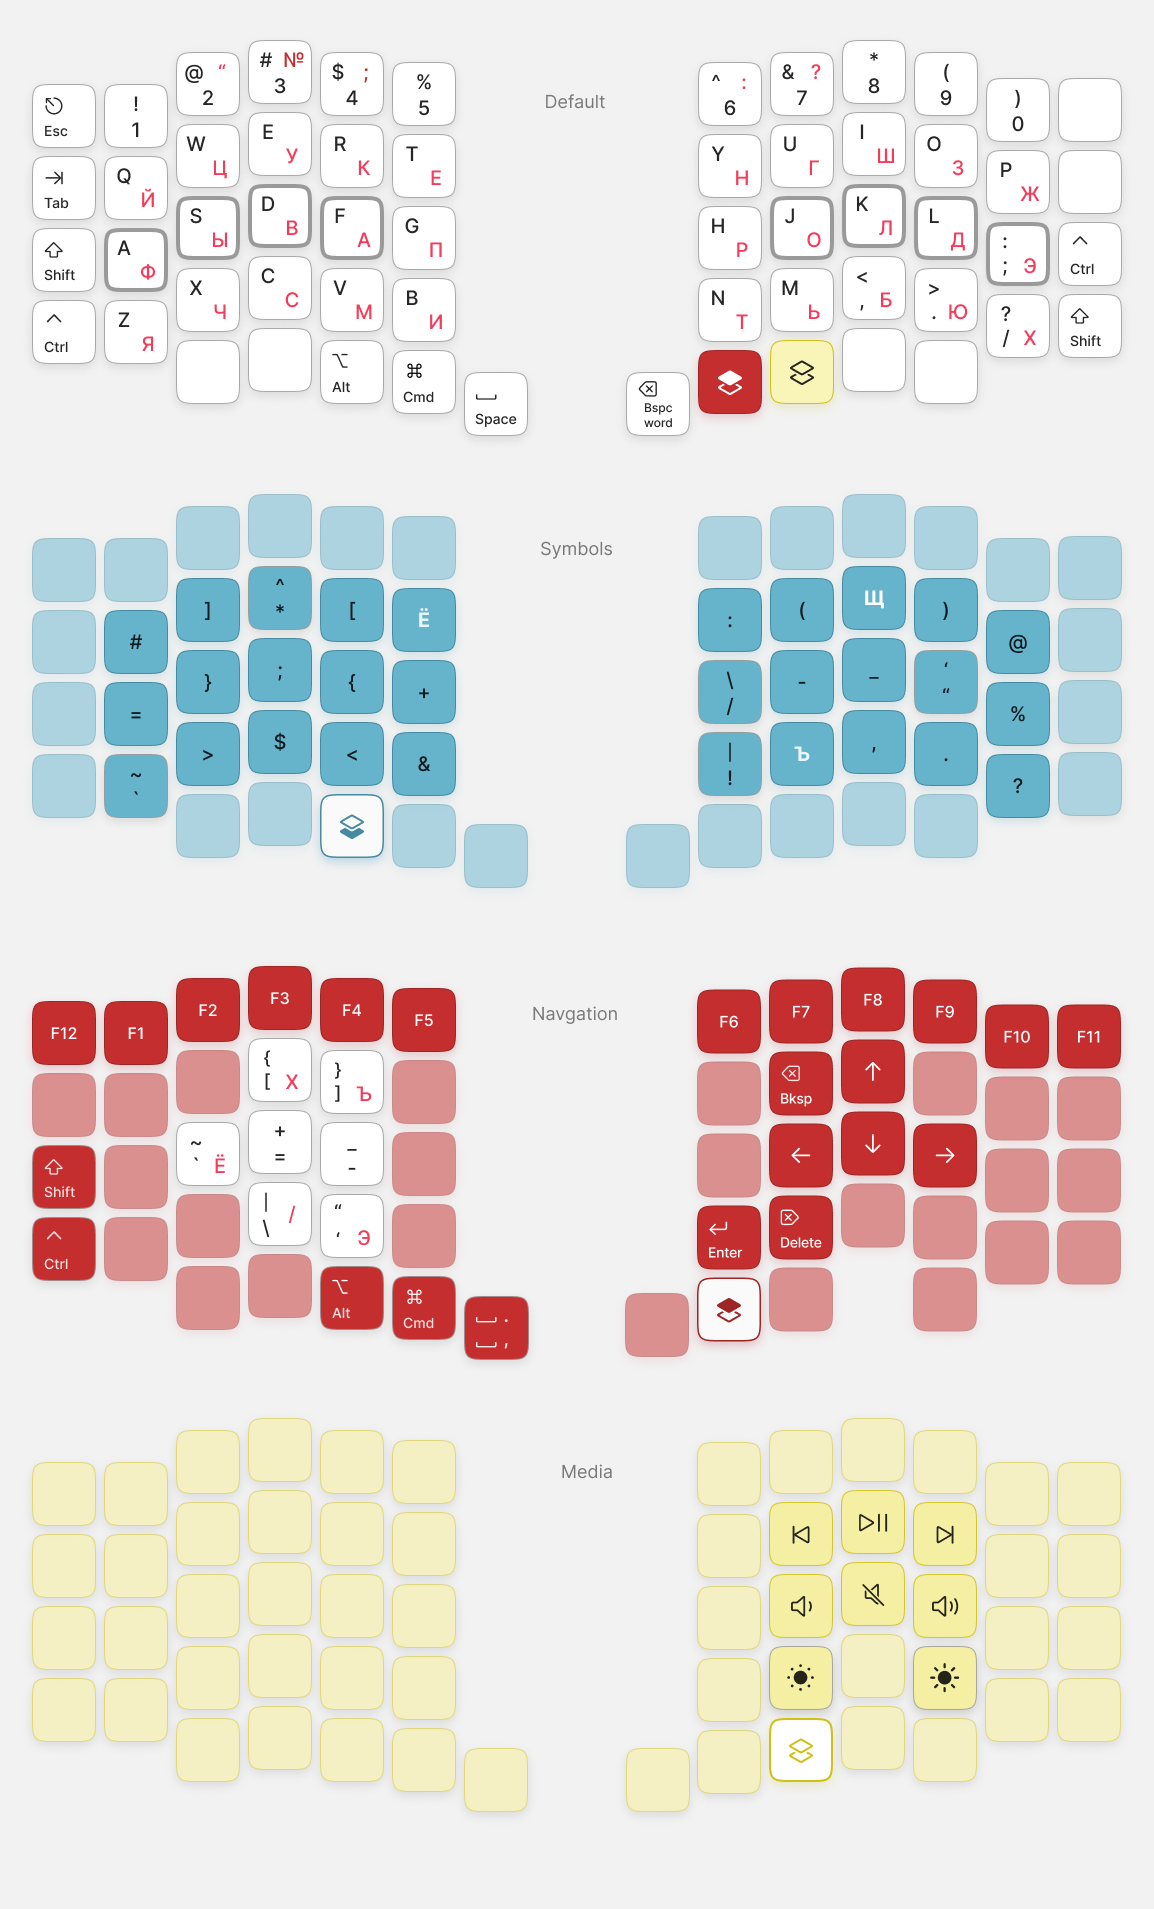 Default
Esc ! 1 @ “ 2 # № 3 $ ; 4 % 5 ^ : 6 & ? 7 * 8 ( 9 ) 0
Tab Q Й W Ц E У R К T Е Y Н U Г I Ш O З P Ж
Shift A Ф S Ы D В F А G П H Р J О K Л L Д : ; Э ^ Ctrl
^ Ctrl Z Я X Ч C С V М B И N Т M Ь < , Б > . Ю ? / Х Shift
⌥ Alt ⌘ Cmd Space Bspc word
Symbols
# ] ^ * [ Ё : ( Щ ) @
= } ; { + \ / - _ ‘ “ %
~ ` > $ < & | ! Ъ , . ?
Navgation
F12 F1 F2 F3 F4 F5 F6 F7 F8 F9 F10 F11
{ [ Х } ] Ъ Bksp ↑
Shift ~ ` Ё + = _ - ← ↓ →
^ Ctrl | \ / “ ‘ Э Enter Delete
⌥ Alt ⌘ Cmd . ,
Media